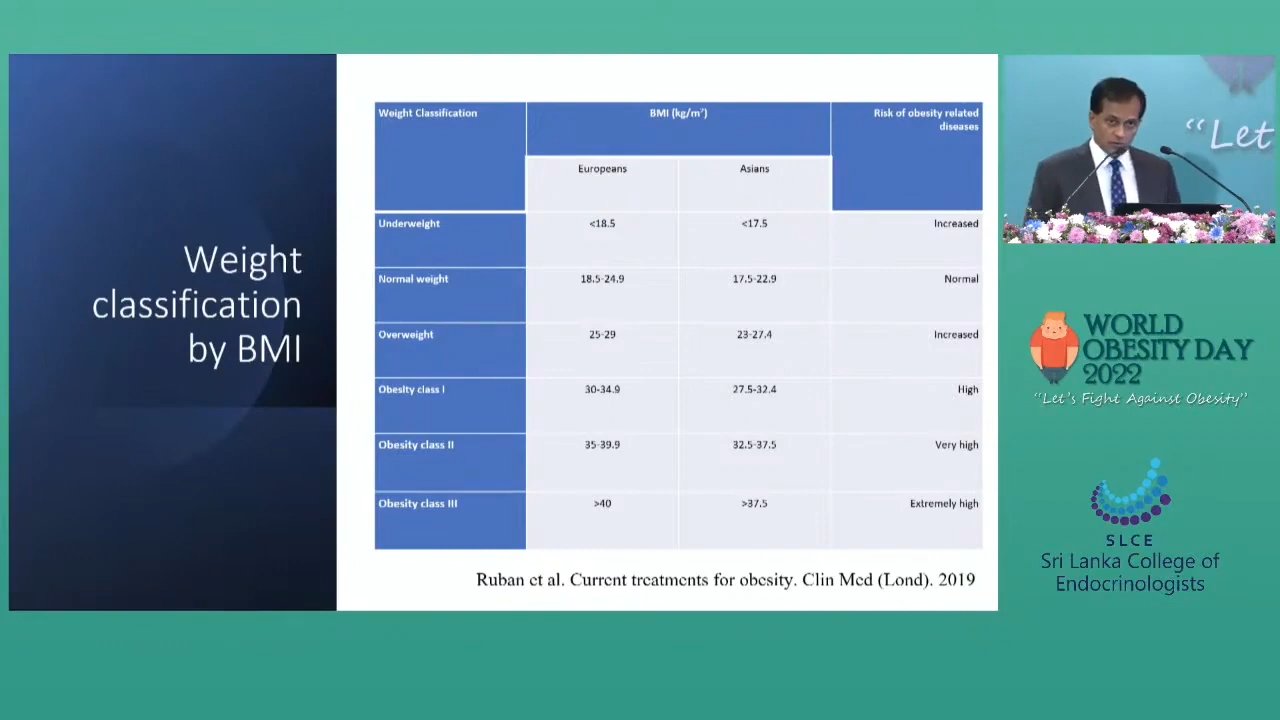 Weight
classification
by BMI
Weight Classification
BMI (kg/m²)
Risk of obesity related
diseases
Europeans
Asians
Underweight
<18.5
<17.5
Increased
Normal weight
18.5-24.9
17.5-22.9
Normal
Overweight
25-29
23-27.4
Increased
Obesity class I
30-34.9
27.5-32.4
High
Obesity class II
35-39.9
32.5-37.5
Very high
Obesity class III
>40
>37.5
Extremely high
Ruban et al. Current treatments for obesity. Clin Med (Lond). 2019
“Let
WORLD
OBESITY DAY
2022
“Let’s Fight Against Obesity”
SLCE
Sri Lanka College of
Endocrinologists